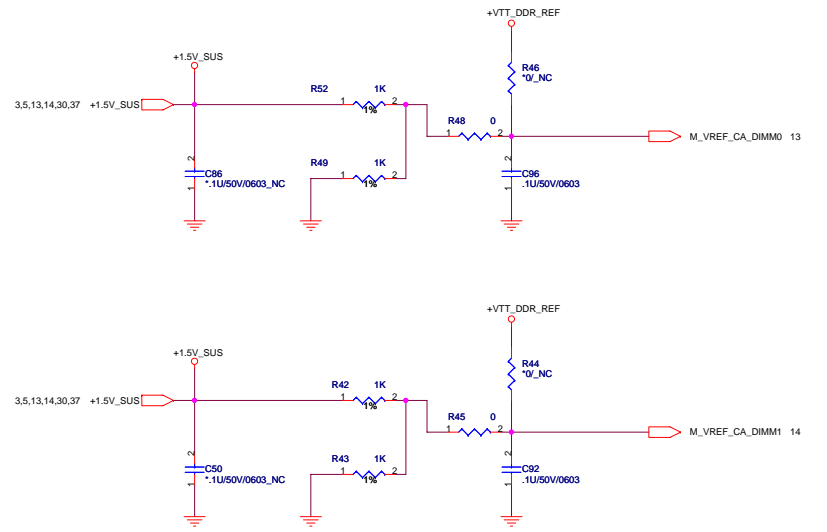 +VTT_DDR_REF
+1.5V_SUS
R46
*0/_NC
R52 1K
3,5,13,14,30,37 +1.5V_SUS
1 2
1%
R48 0
1 2
M_VREF_CA_DIMM0 13
R49 1K
1 2
1%
2
C86
*.1U/50V/0603_NC
1
2
C96
.1U/50V/0603
1
+VTT_DDR_REF
+1.5V_SUS
R44
*0/_NC
R42 1K
3,5,13,14,30,37 +1.5V_SUS
1 2
1%
R45 0
1 2
M_VREF_CA_DIMM1 14
R43 1K
1 2
1%
2
C50
*.1U/50V/0603_NC
1
2
C92
.1U/50V/0603
1